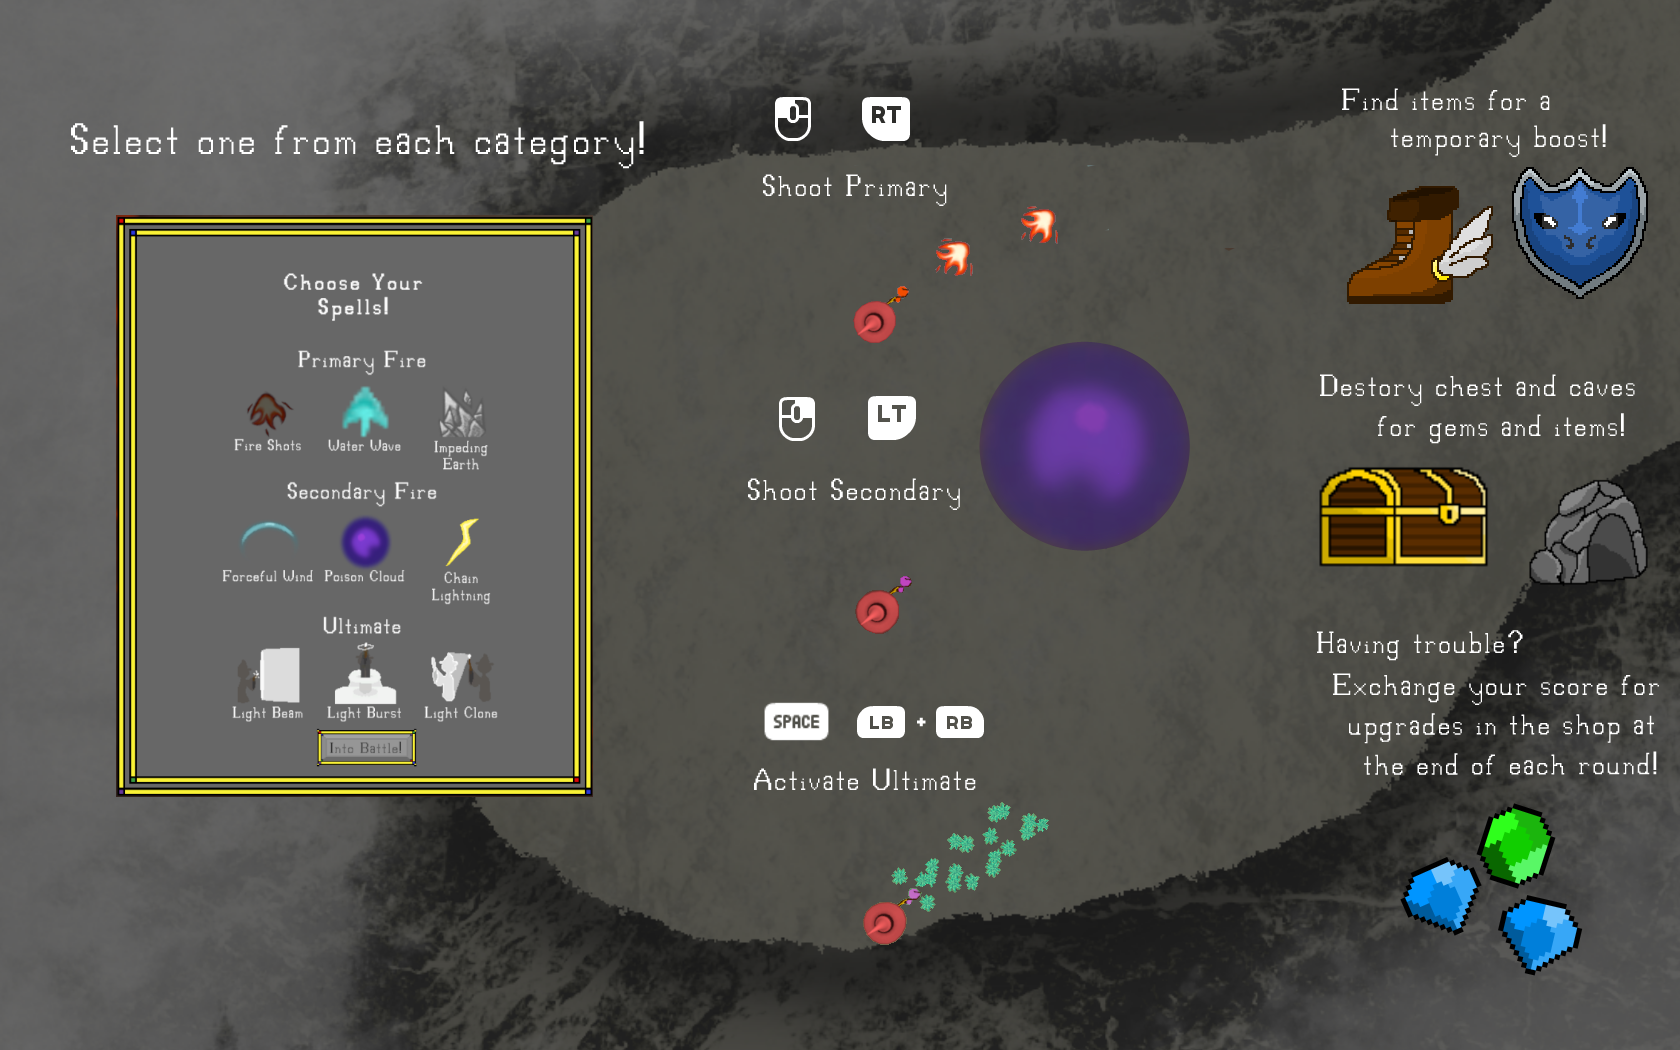 Select one from each category!
Choose Your
Spells!
Primary Fire
Fire Shots
Water Wave
Impeding
Earth
Secondary Fire
Forceful Wind
Poison Cloud
Chain
Lightning
Ultimate
Light Beam
Light Burst
Light Clone
Into Battle!
RT
Shoot Primary
LT
Shoot Secondary
SPACE
LB + RB
Activate Ultimate
Find items for a
temporary boost!
Destory chest and caves
for gems and items!
Having trouble?
Exchange your score for
upgrades in the shop at
the end of each round!